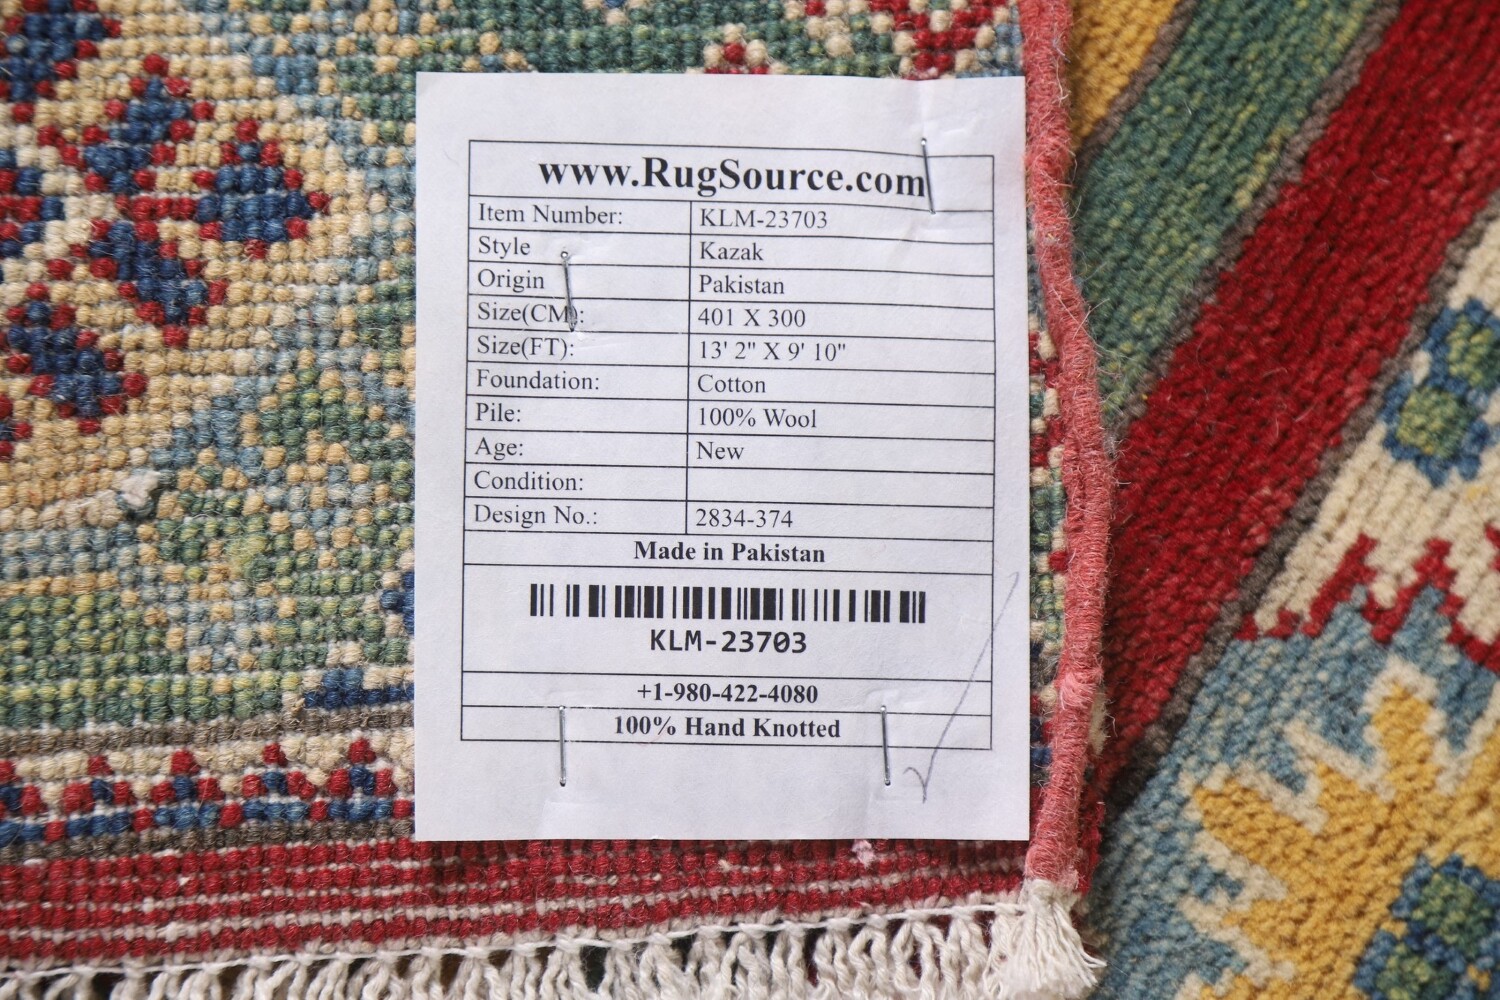 www.RugSource.com
Item Number: KLM-23703
Style Kazak
Origin Pakistan
Size(CM): 401 X 300
Size(FT): 13' 2" X 9' 10"
Foundation: Cotton
Pile: 100% Wool
Age: New
Condition:
Design No.: 2834-374
Made in Pakistan
KLM-23703
+1-980-422-4080
100% Hand Knotted